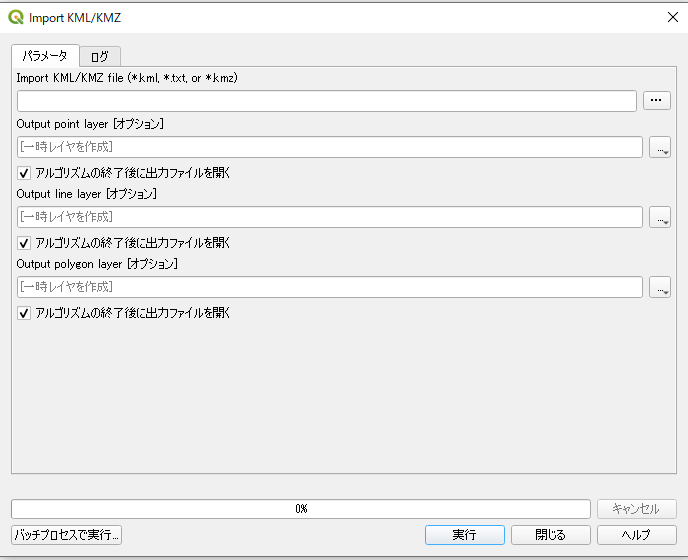 Import KML/KMZ
パラメータ ログ
Import KML/KMZ file (*.kml, *.txt, or *.kmz)
...
Output point layer [オプション]
[一時レイヤを作成] ...
アルゴリズムの終了後に出力ファイルを開く
Output line layer [オプション]
[一時レイヤを作成] ...
アルゴリズムの終了後に出力ファイルを開く
Output polygon layer [オプション]
[一時レイヤを作成] ...
アルゴリズムの終了後に出力ファイルを開く
0% キャンセル
バッチプロセスで実行... 実行 閉じる ヘルプ